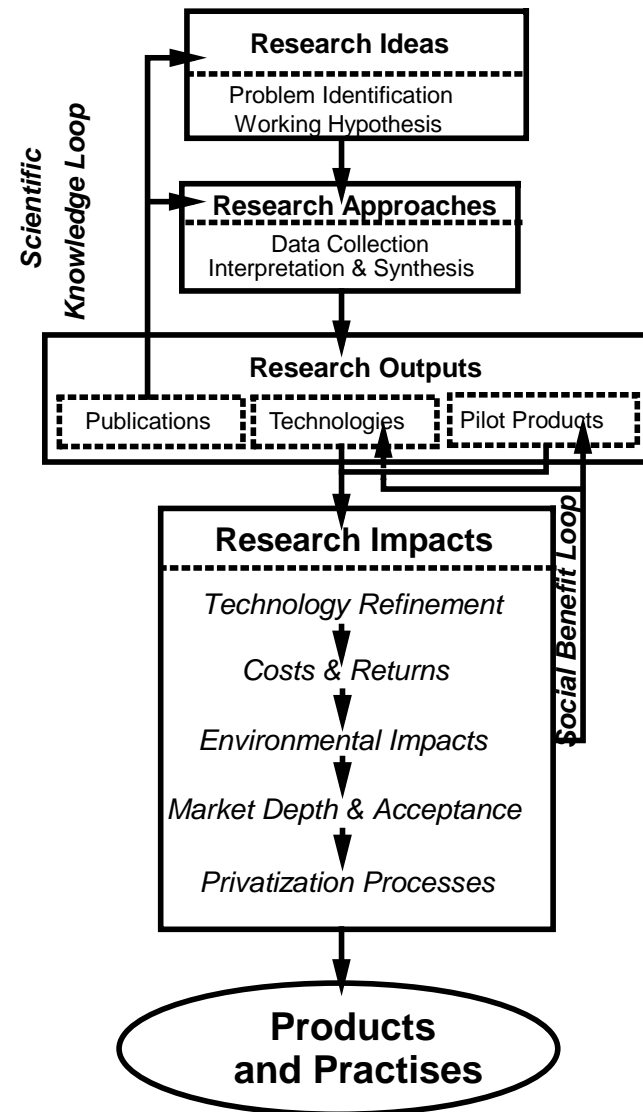 Research Ideas
Problem Identification
Working Hypothesis
Scientific
Knowledge Loop
Research Approaches
Data Collection
Interpretation & Synthesis
Research Outputs
Publications
Technologies
Pilot Products
Research Impacts
Technology Refinement
Costs & Returns
Environmental Impacts
Market Depth & Acceptance
Privatization Processes
Social Benefit Loop
Products
and Practises